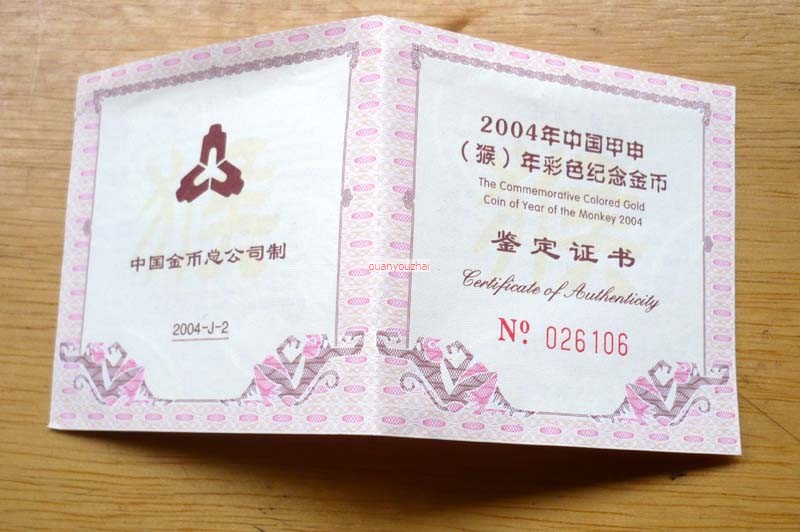 中国金币总公司制
2004-J-2
2004年中国甲申
（猴）年彩色纪念金币
The Commemorative Colored Gold
Coin of Year of the Monkey 2004
鉴定证书
Certificate of Authenticity
Nº 026106
quanyouzhai